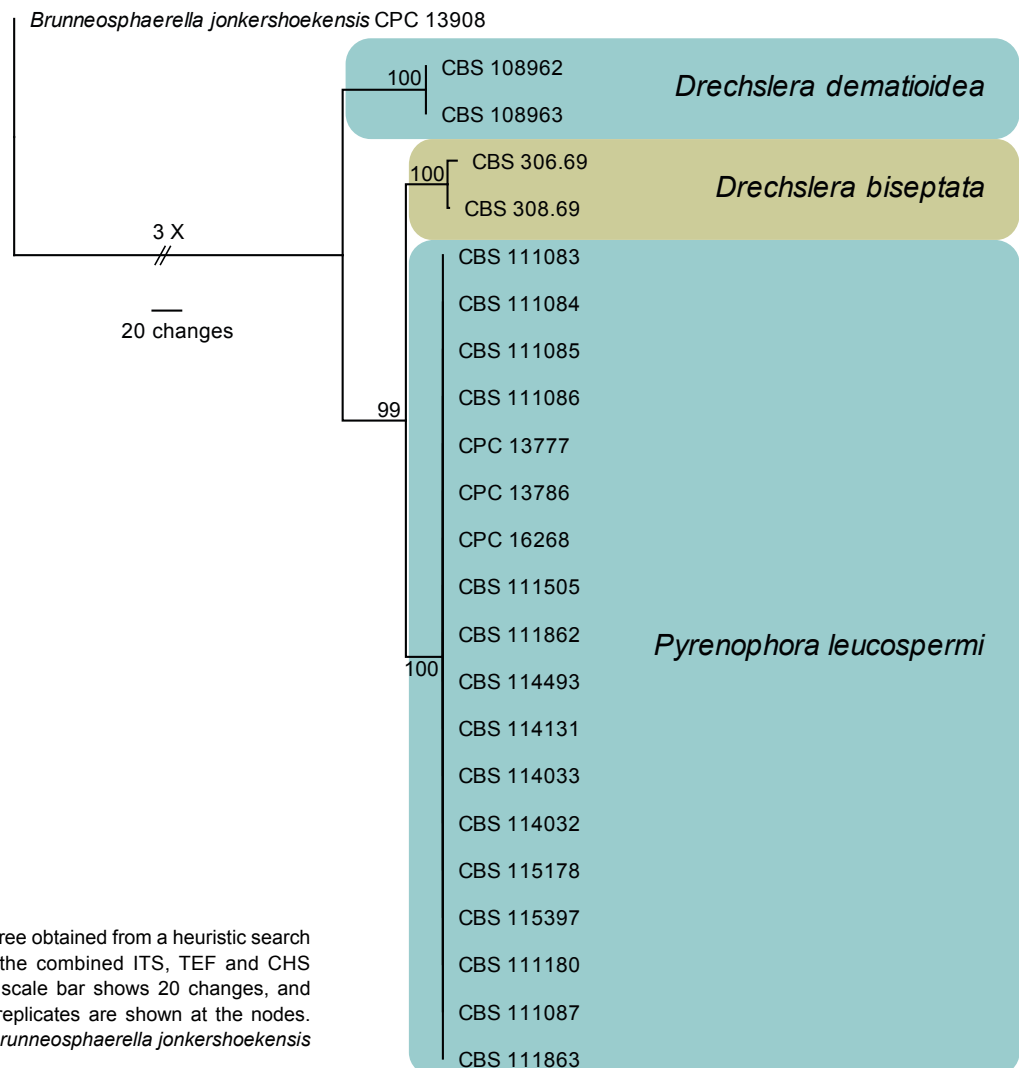 Brunneosphaerella jonkershoekensis CPC 13908
100
CBS 108962
CBS 108963
Drechslera dematioidea
100
CBS 306.69
CBS 308.69
Drechslera biseptata
3 X
20 changes
99
CBS 111083
CBS 111084
CBS 111085
CBS 111086
CPC 13777
CPC 13786
CPC 16268
CBS 111505
CBS 111862
100
CBS 114493
CBS 114131
CBS 114033
CBS 114032
CBS 115178
CBS 115397
CBS 111180
CBS 111087
CBS 111863
Pyrenophora leucospermi
ree obtained from a heuristic search
the combined ITS, TEF and CHS
scale bar shows 20 changes, and
replicates are shown at the nodes.
runneosphaerella jonkershoekensis